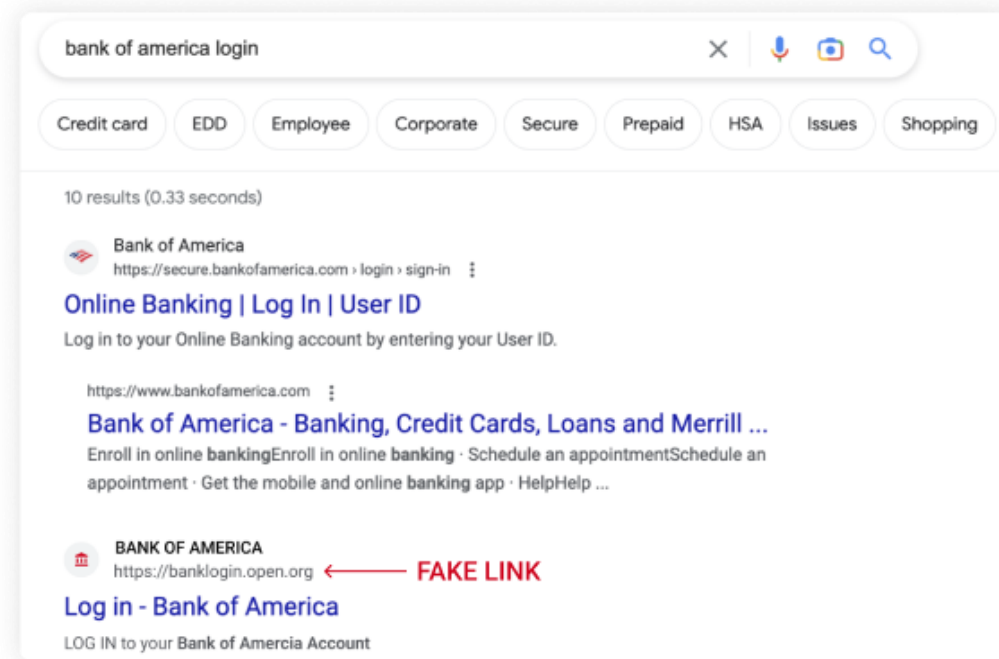 bank of america login
Credit card EDD Employee Corporate Secure Prepaid HSA Issues Shopping
10 results (0.33 seconds)
Bank of America
https://secure.bankofamerica.com › login › sign-in
Online Banking | Log In | User ID
Log in to your Online Banking account by entering your User ID.
https://www.bankofamerica.com
Bank of America - Banking, Credit Cards, Loans and Merrill ...
Enroll in online bankingEnroll in online banking · Schedule an appointmentSchedule an
appointment · Get the mobile and online banking app · HelpHelp ...
BANK OF AMERICA
https://banklogin.open.org FAKE LINK
Log in - Bank of America
LOG IN to your Bank of Amercia Account